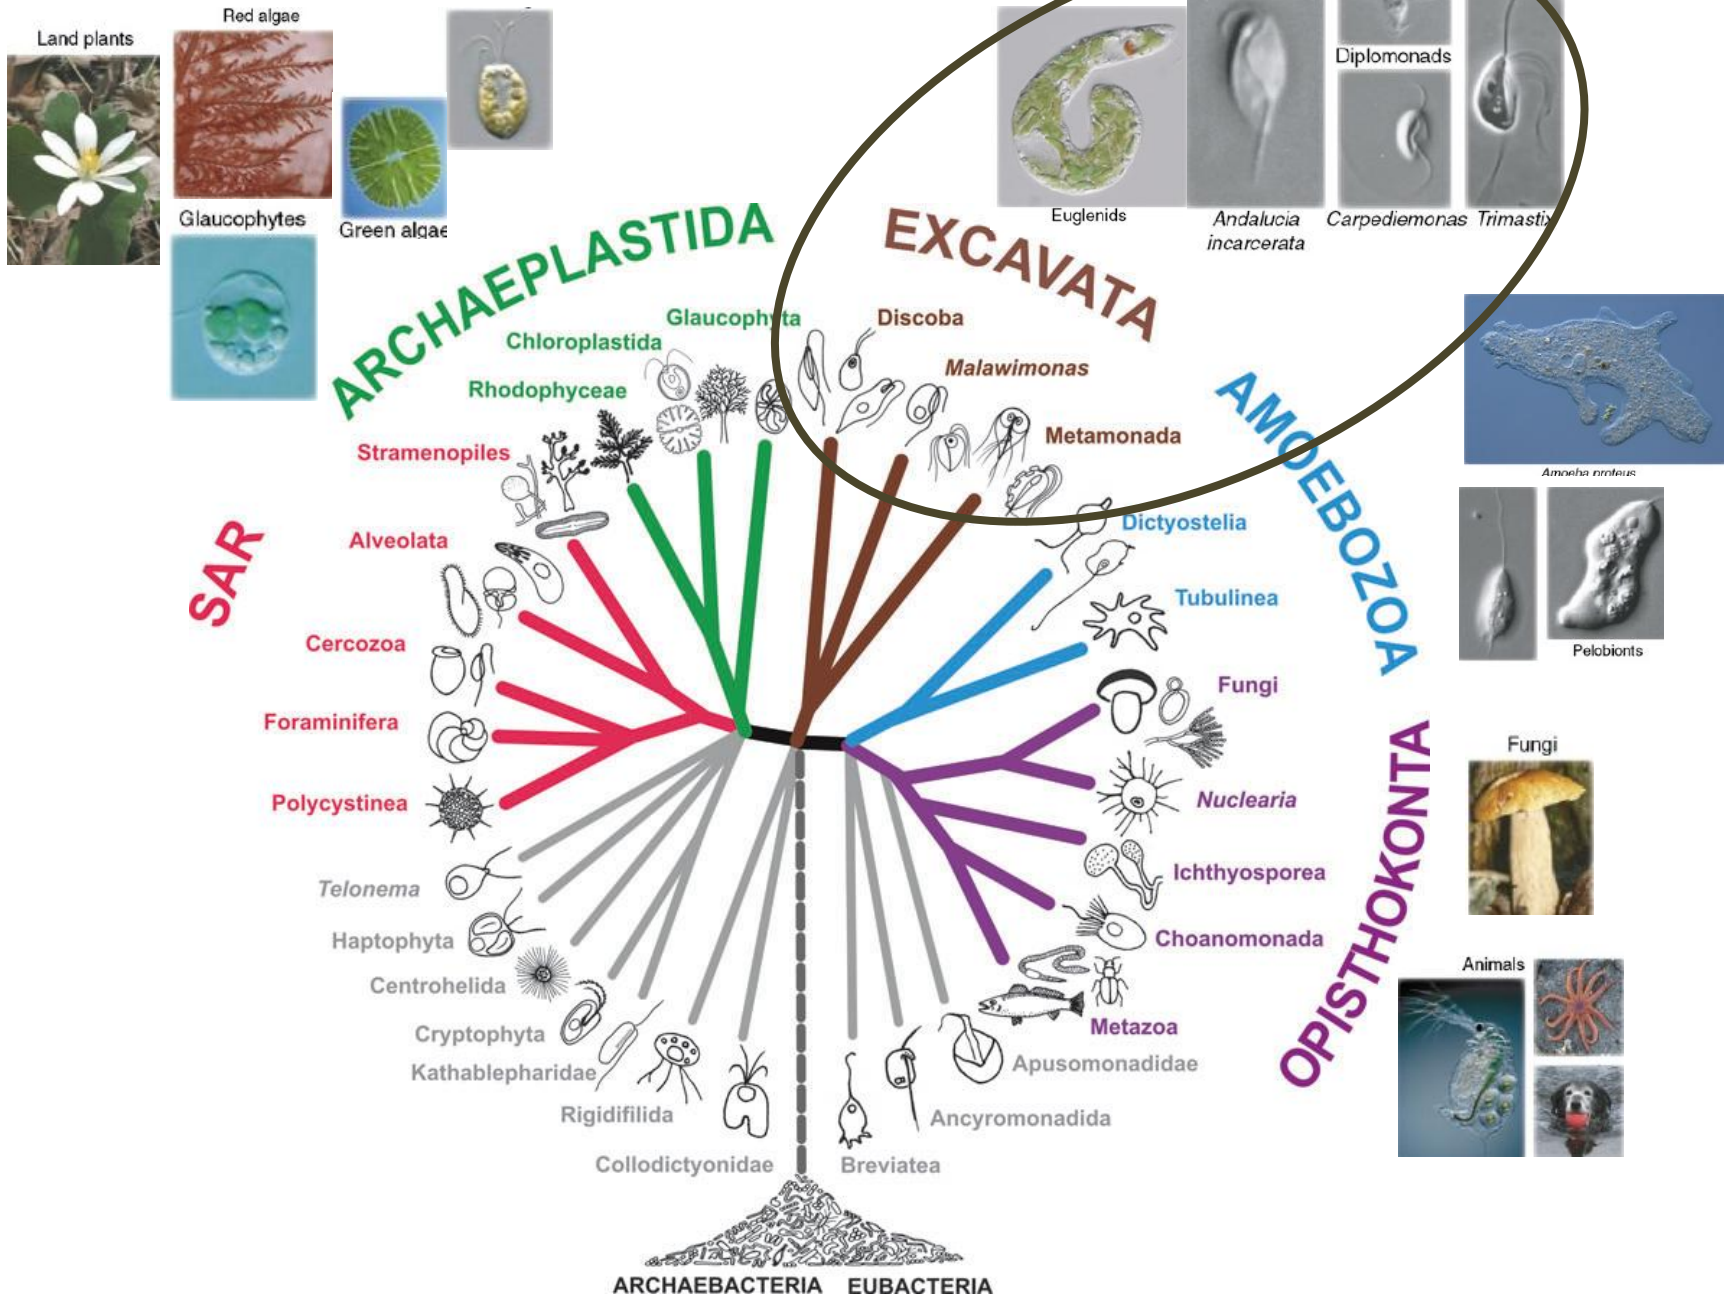 Red algae
Land plants
Glaucophytes
Green algae
Diplomonads
Euglenids
Andalucia
incarcerata
Carpediemonas
Trimastix
ARCHAEPLASTIDA
EXCAVATA
AMOEBOZOA
SAR
OPISTHOKONTA
Glaucophyta
Chloroplastida
Rhodophyceae
Discoba
Malawimonas
Metamonada
Stramenopiles
Alveolata
Cercozoa
Foraminifera
Polycystinea
Dictyostelia
Tubulinea
Fungi
Nuclearia
Ichthyosporea
Choanomonada
Metazoa
Telonema
Haptophyta
Centrohelida
Cryptophyta
Kathablepharidae
Rigidifilida
Collodictyonidae
Breviatea
Ancyromonadida
Apusomonadidae
Amoeba proteus
Pelobionts
Fungi
Animals
ARCHAEBACTERIA EUBACTERIA